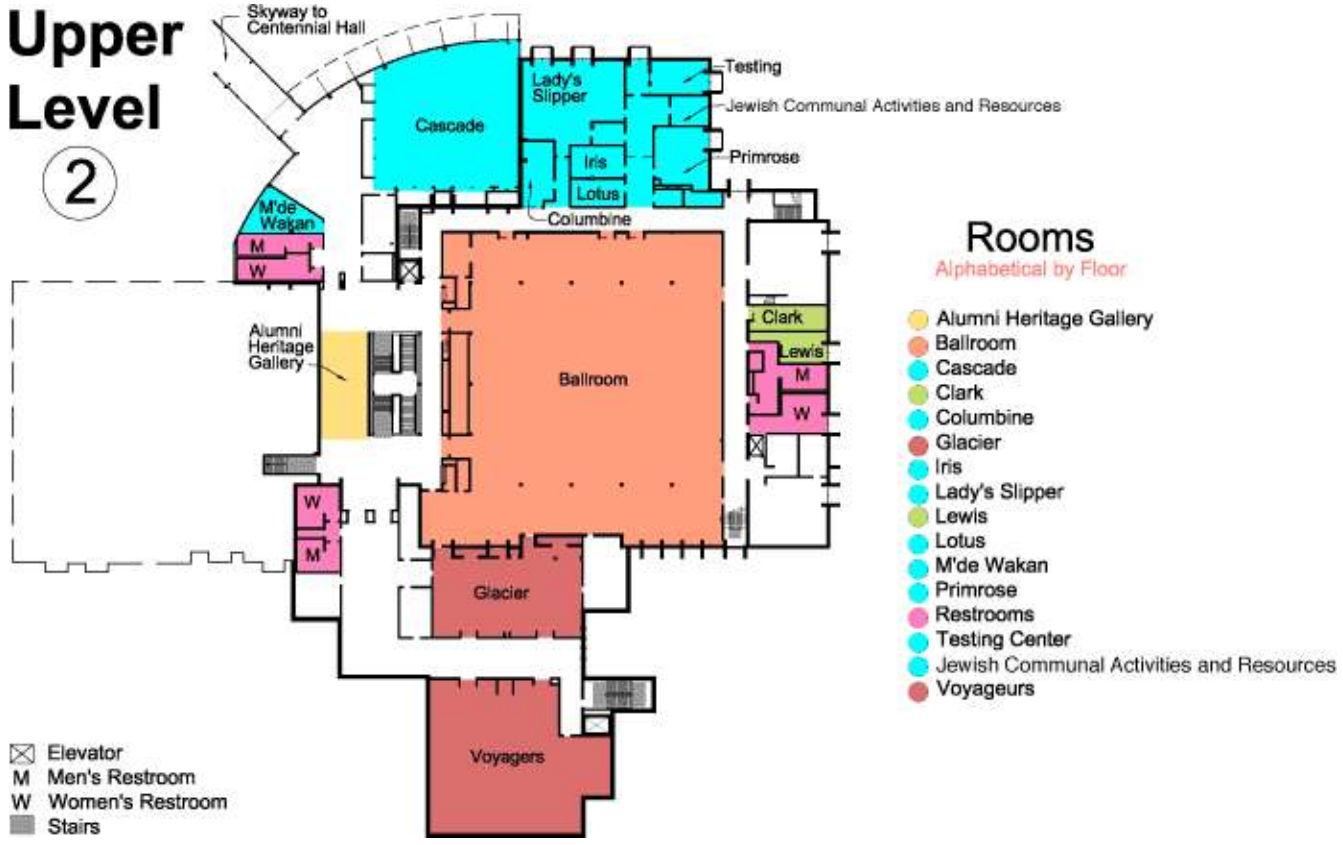 Upper
Level
2
Skyway to
Centennial Hall
Cascade
Lady's
Slipper
Testing
Jewish Communal Activities and Resources
Primrose
Iris
Lotus
Columbine
M'de
Wakan
M
W
Alumni
Heritage
Gallery
Ballroom
Clark
Lewis
M
W
W
M
Glacier
Voyagers
Rooms
Alphabetical by Floor
Alumni Heritage Gallery
Ballroom
Cascade
Clark
Columbine
Glacier
Iris
Lady's Slipper
Lewis
Lotus
M'de Wakan
Primrose
Restrooms
Testing Center
Jewish Communal Activities and Resources
Voyageurs
Elevator
M Men's Restroom
W Women's Restroom
Stairs